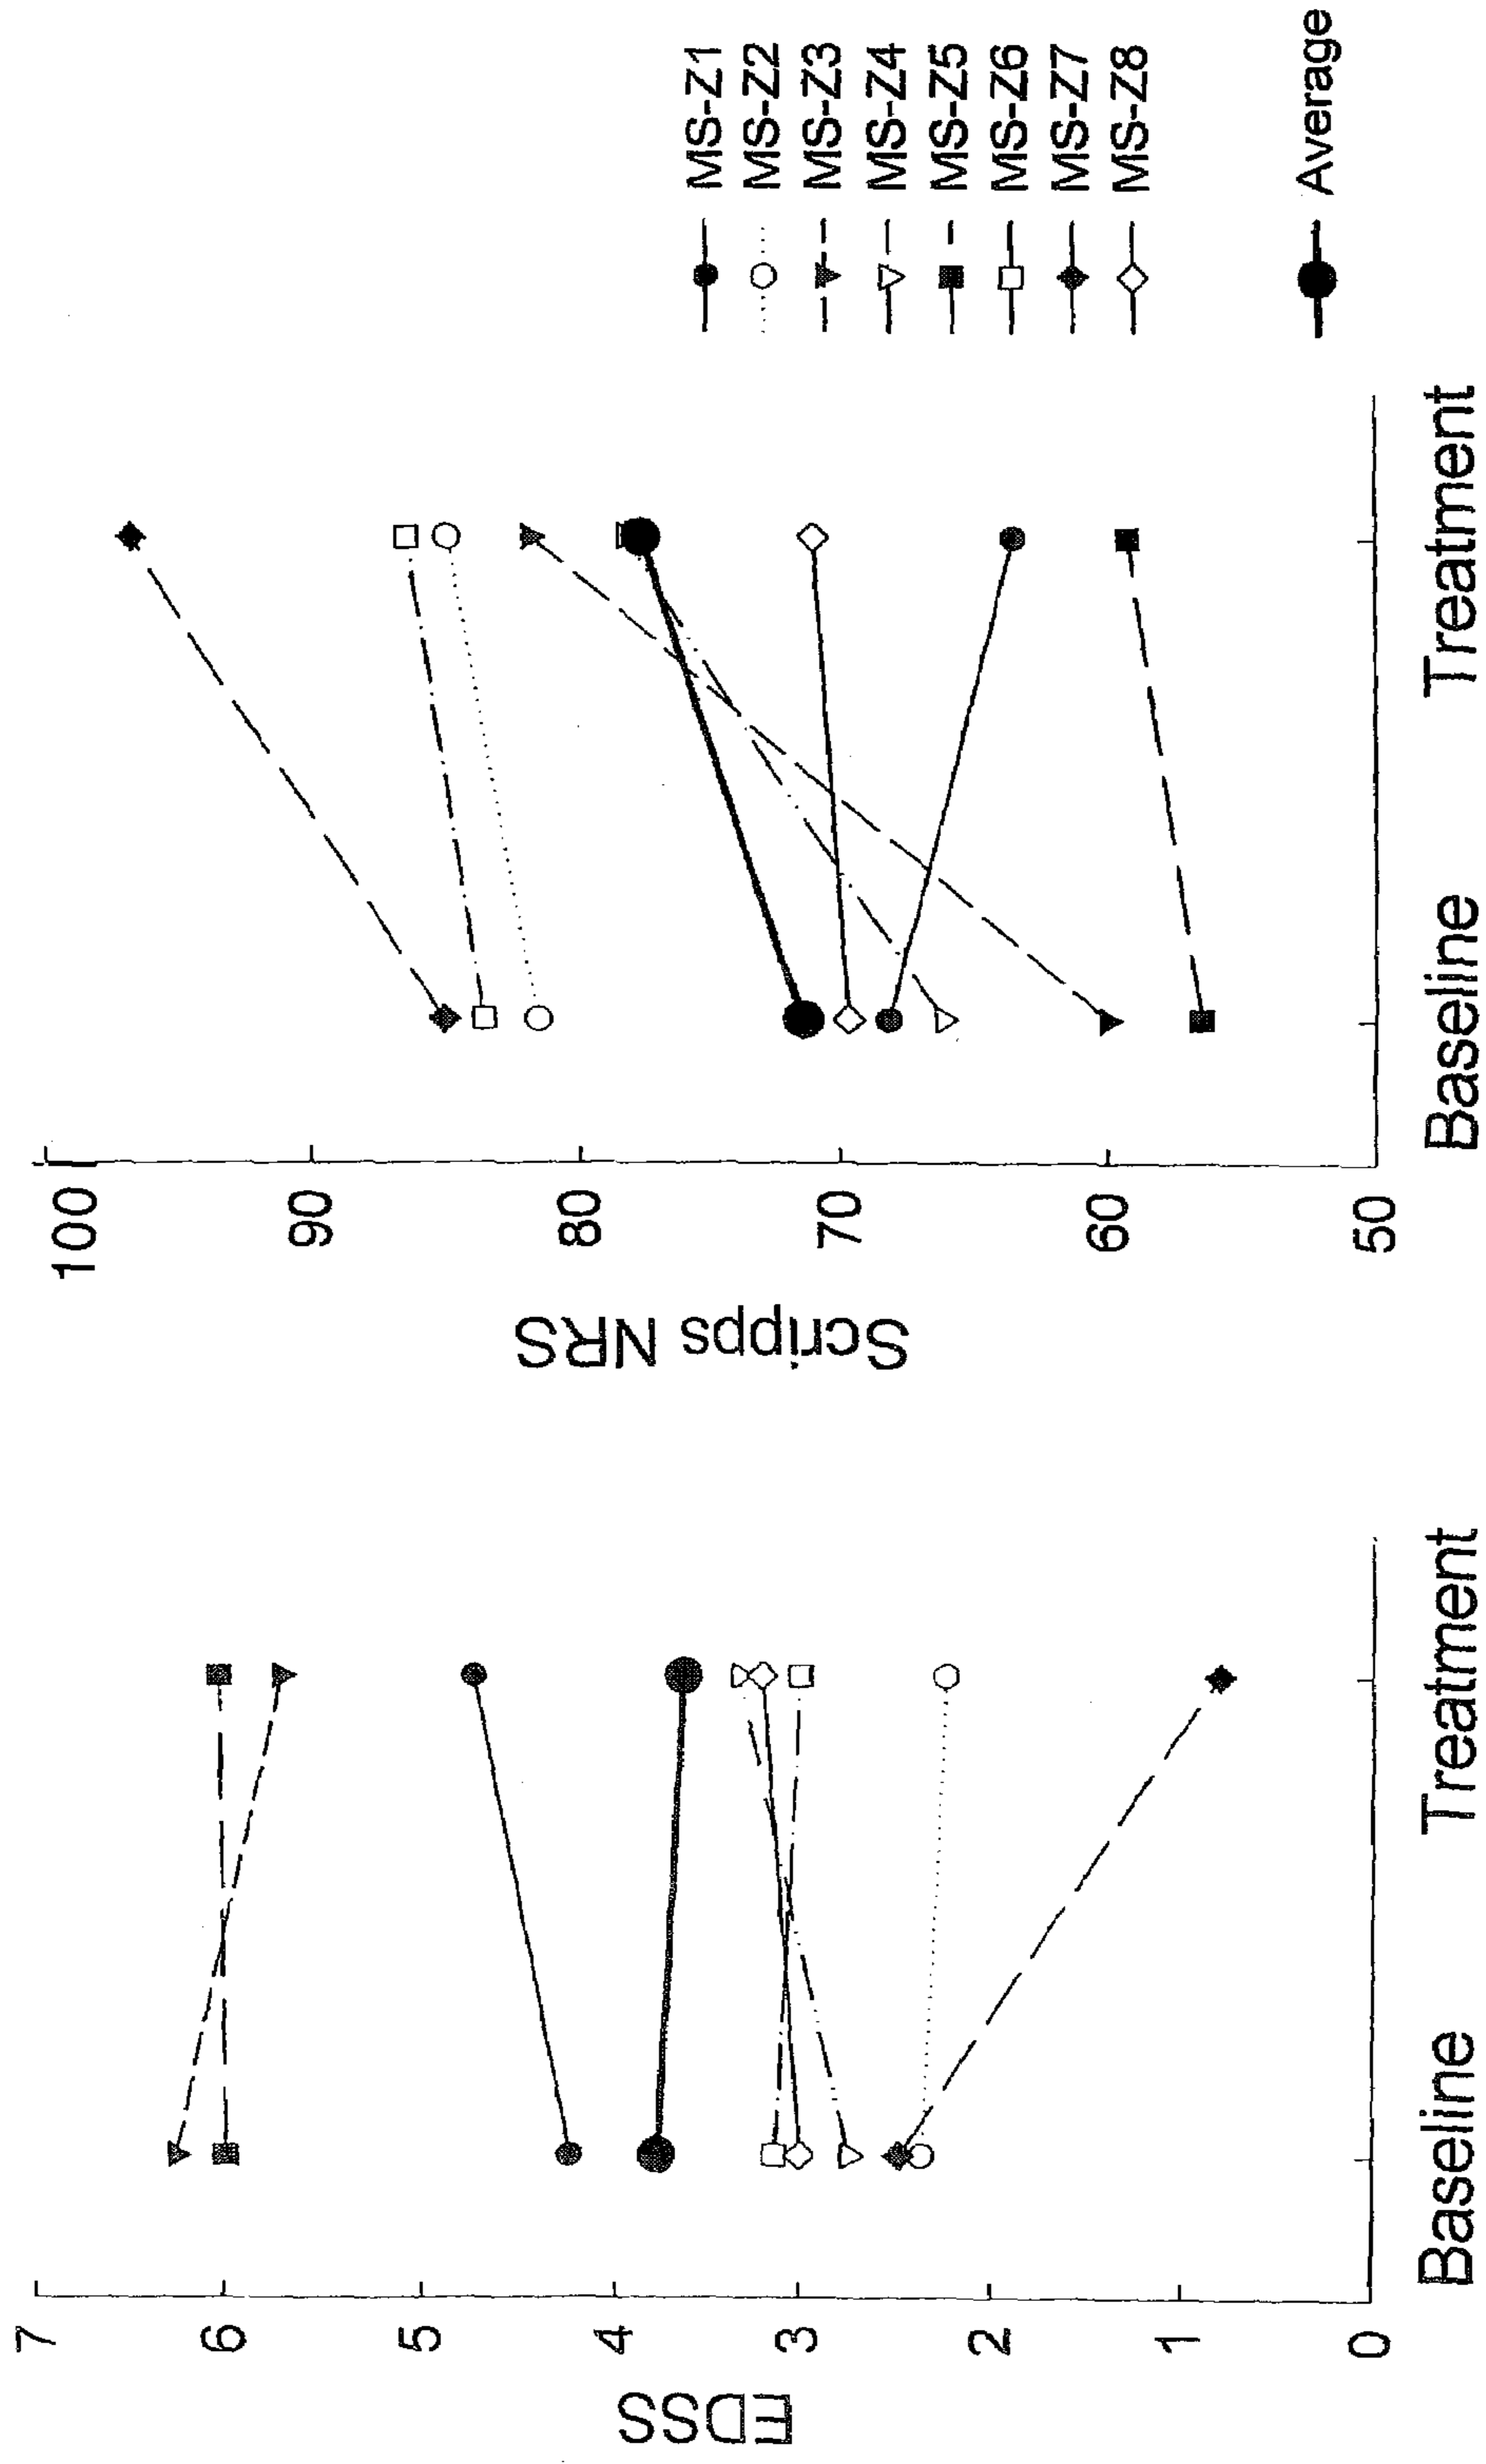 EDSS
7
6
5
4
3
2
1
0
Baseline
Treatment
Scripps NRS
100
90
80
70
60
50
Baseline
Treatment
MS-Z1
MS-Z2
MS-Z3
MS-Z4
MS-Z5
MS-Z6
MS-Z7
MS-Z8
Average